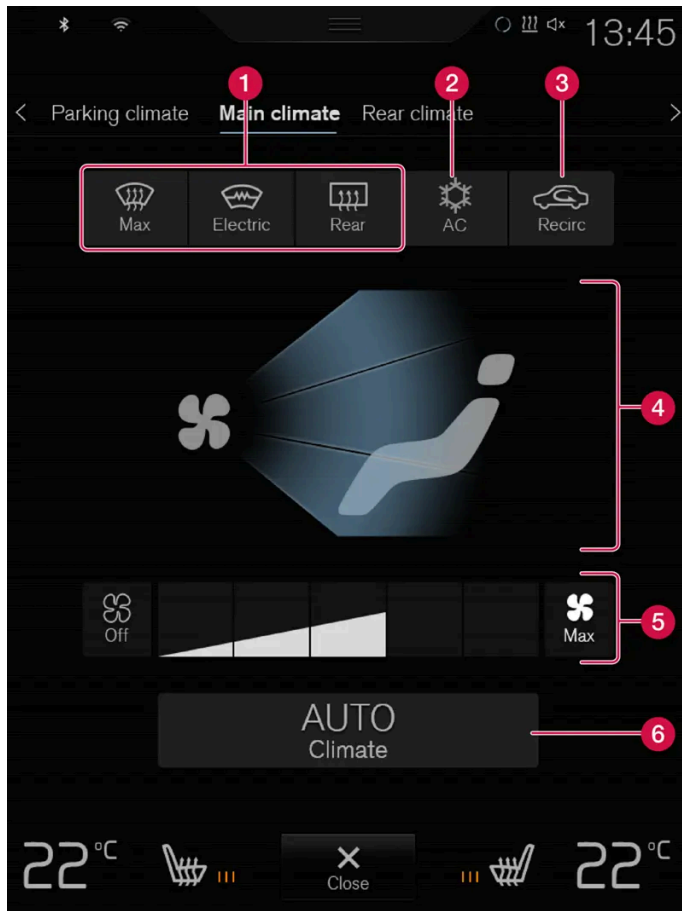 13:45
1 2 3
Parking climate Main climate Rear climate
Max Electric Rear AC Recirc
4
Off Max 5
AUTO 6
Climate
22°C 22°C
Close